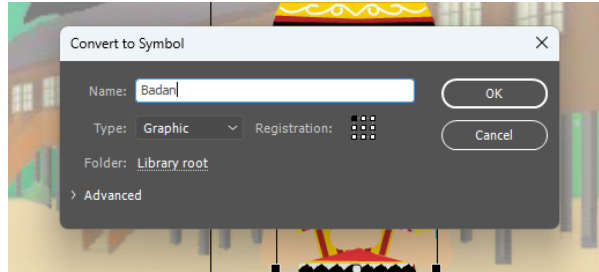 Convert to Symbol
Name: Badan
OK
Type: Graphic Registration:
Cancel
Folder: Library root
Advanced